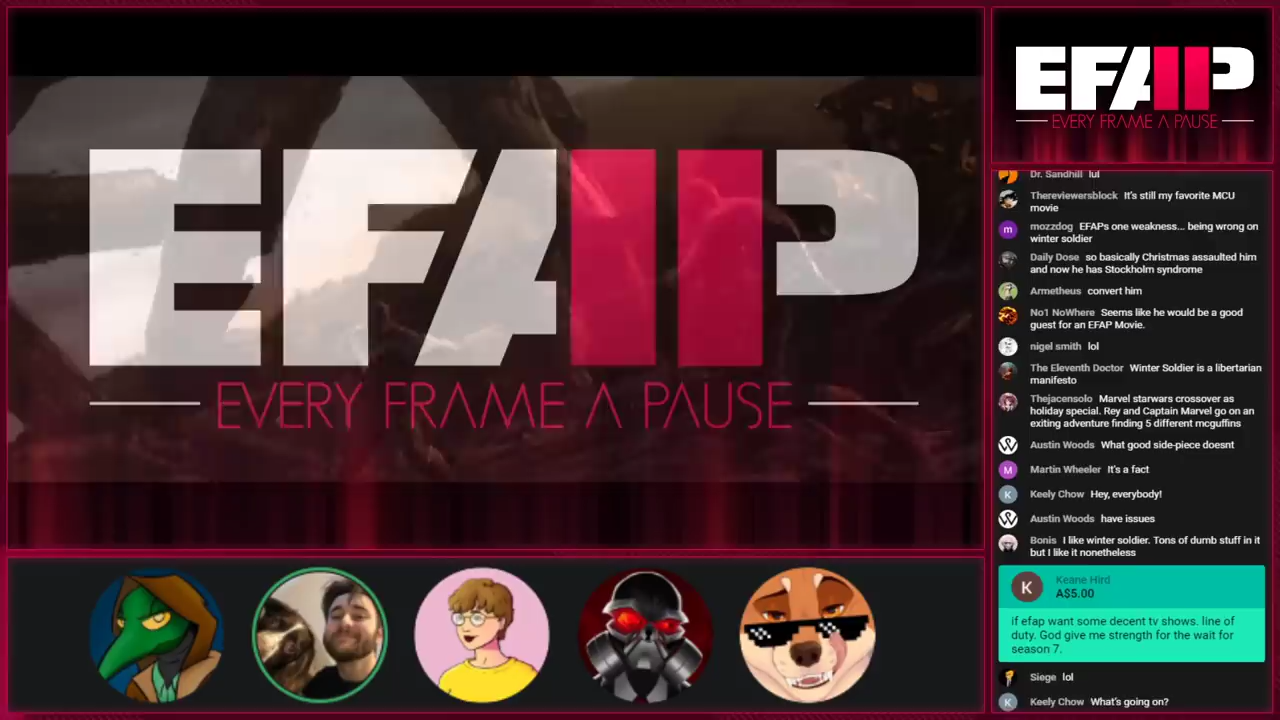 EFAP
EVERY FRAME A PAUSE
EFAP
EVERY FRAME A PAUSE
Dr. Sandhill lul
Thereviewersblock It's still my favorite MCU
movie
m
mozzdog EFAPs one weakness... being wrong on
winter soldier
Daily Dose so basically Christmas assaulted him
and now he has Stockholm syndrome
Armetheus convert him
No1 NoWhere Seems like he would be a good
guest for an EFAP Movie.
nigel smith lol
The Eleventh Doctor Winter Soldier is a libertarian
manifesto
Thejacensolo Marvel starwars crossover as
holiday special. Rey and Captain Marvel go on an
exiting adventure finding 5 different mcguffins
Austin Woods What good side-piece doesnt
M
Martin Wheeler It's a fact
K
Keely Chow Hey, everybody!
Austin Woods have issues
Bonis I like winter soldier. Tons of dumb stuff in it
but I like it nonetheless
K
Keane Hird
A$5.00
if efap want some decent tv shows. line of
duty. God give me strength for the wait for
season 7.
Siege lol
K
Keely Chow What's going on?